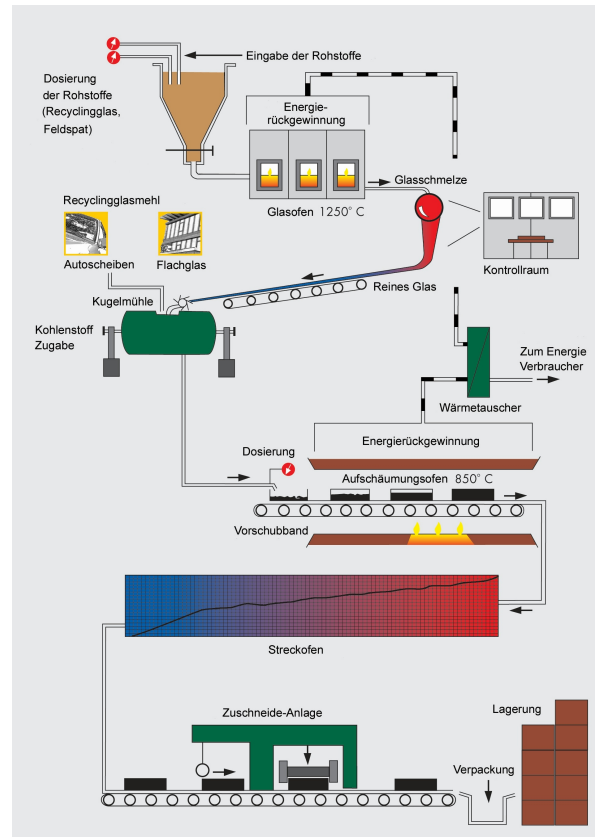 Eingabe der Rohstoffe
Dosierung
der Rohstoffe
(Recyclingglas,
Feldspat)
Energie-
rückgewinnung
Glasschmelze
Glasofen 1250° C
Recyclingglasmehl
Autoscheiben
Flachglas
Kontrollraum
Reines Glas
Kugelmühle
Kohlenstoff
Zugabe
Zum Energie
Verbraucher
Wärmetauscher
Energierückgewinnung
Dosierung
Aufschäumungsofen 850° C
Vorschubband
Streckofen
Zuschneide-Anlage
Lagerung
Verpackung